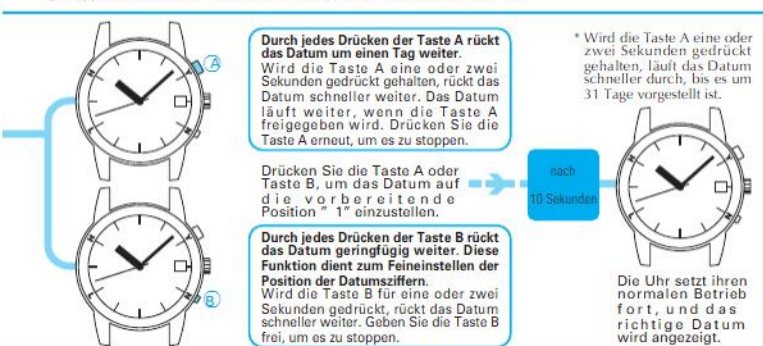 A
Durch jedes Drücken der Taste A rückt
das Datum um einen Tag weiter.
Wird die Taste A eine oder zwei
Sekunden gedrückt gehalten, rückt das
Datum schneller weiter. Das Datum
läuft weiter, wenn die Taste A
freigegeben wird. Drücken Sie die
Taste A erneut, um es zu stoppen.
* Wird die Taste A eine oder
zwei Sekunden gedrückt
gehalten, läuft das Datum
schneller durch, bis es um
31 Tage vorgestellt ist.
Drücken Sie die Taste A oder
Taste B, um das Datum auf
die vorbereitende
Position " 1" einzustellen.
nach
10 Sekunden
B
Durch jedes Drücken der Taste B rückt
das Datum geringfügig weiter. Diese
Funktion dient zum Feineinstellen der
Position der Datumsziffern.
Wird die Taste B für eine oder zwei
Sekunden gedrückt, rückt das Datum
schneller weiter. Geben Sie die Taste B
frei, um es zu stoppen.
Die Uhr setzt ihren
normalen Betrieb
fort, und das
richtige Datum
wird angezeigt.